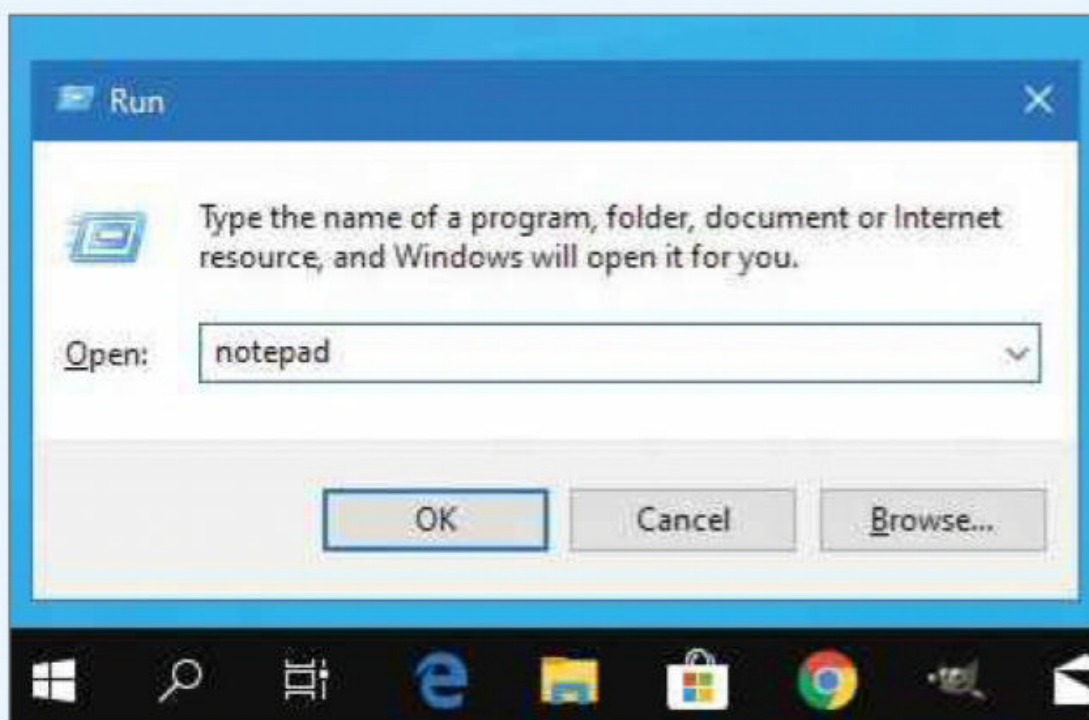 Run
Type the name of a program, folder, document or Internet
resource, and Windows will open it for you.
Open:
notepad
OK
Cancel
Browse...